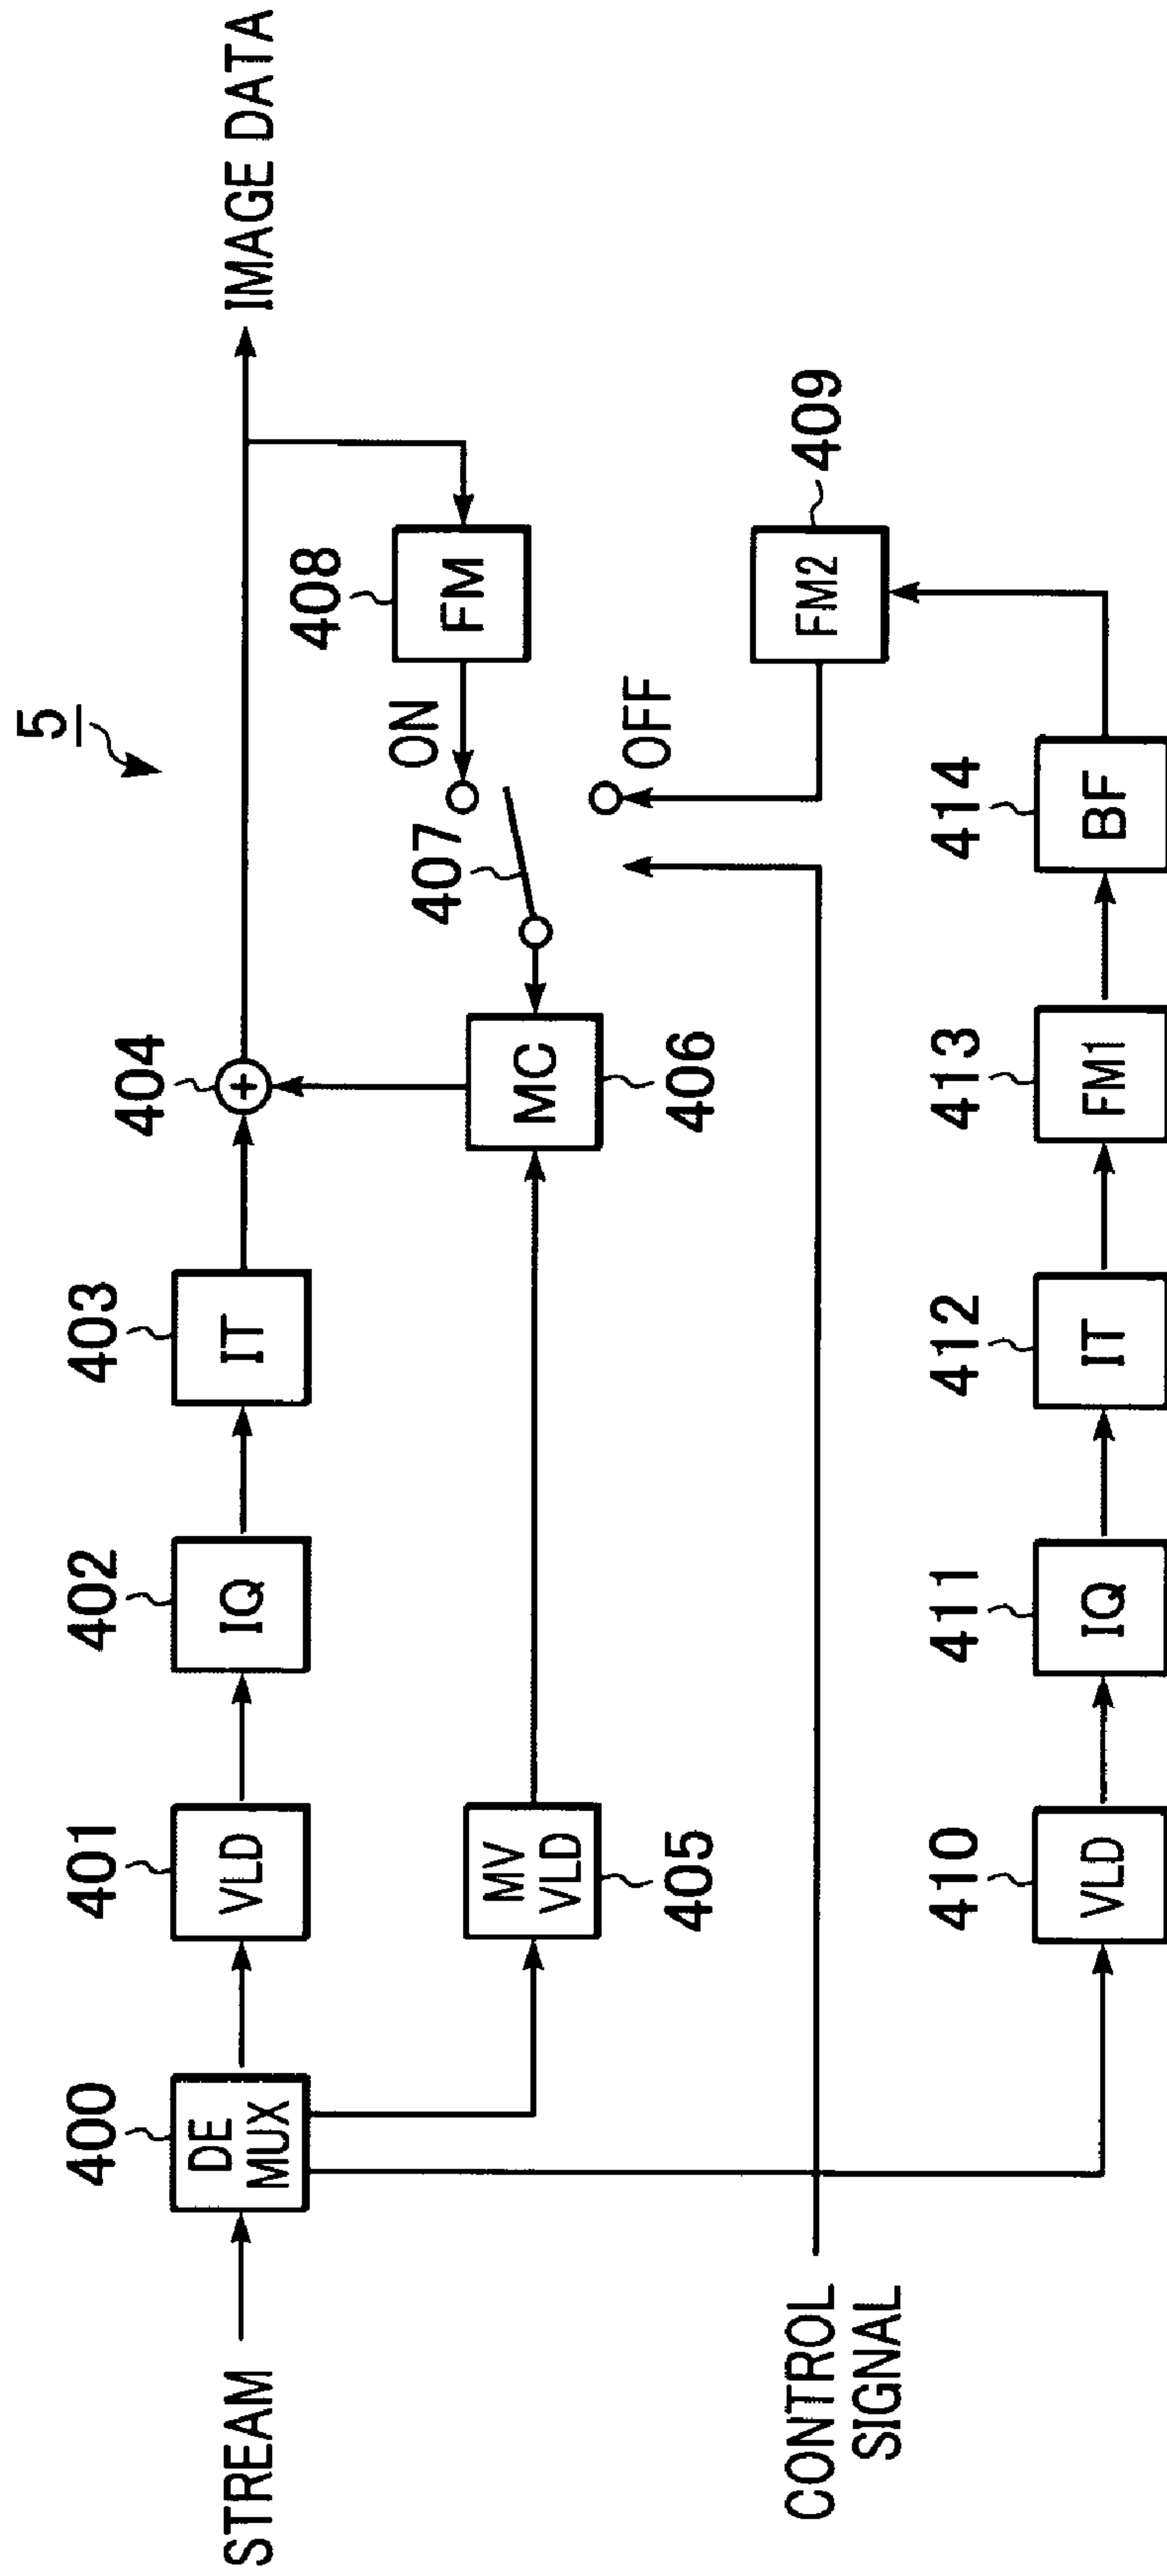 5
STREAM
400
DE
MUX
401
VLD
402
IQ
403
IT
404
+
IMAGE DATA
405
MV
VLD
406
MC
407
ON
OFF
408
FM
409
FM2
CONTROL
SIGNAL
410
VLD
411
IQ
412
IT
413
FM1
414
BF